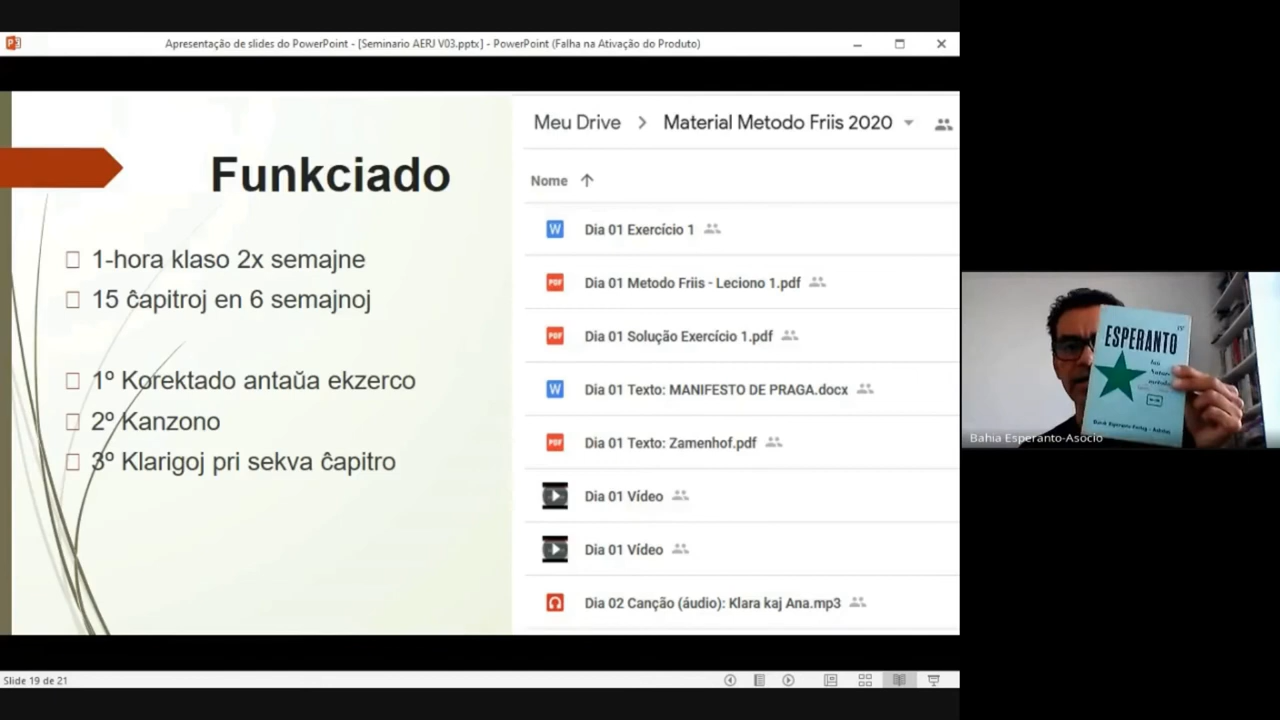 Apresentação de slides do PowerPoint - [Seminario AERJ V03.pptx] - PowerPoint (Falha na Ativação do Produto)
Funkciado
1-hora klaso 2x semajne
15 ĉapitroj en 6 semajnoj
1º Korektado antaŭa ekzerco
2º Kanzono
3º Klarigoj pri sekva ĉapitro
Meu Drive > Material Metodo Friis 2020
Nome
Dia 01 Exercício 1
Dia 01 Metodo Friis - Leciono 1.pdf
Dia 01 Solução Exercício 1.pdf
Dia 01 Texto: MANIFESTO DE PRAGA.docx
Dia 01 Texto: Zamenhof.pdf
Dia 01 Vídeo
Dia 01 Vídeo
Dia 02 Canção (áudio): Klara kaj Ana.mp3
ESPERANTO
Bahia Esperanto-Asocio
Slide 19 de 21